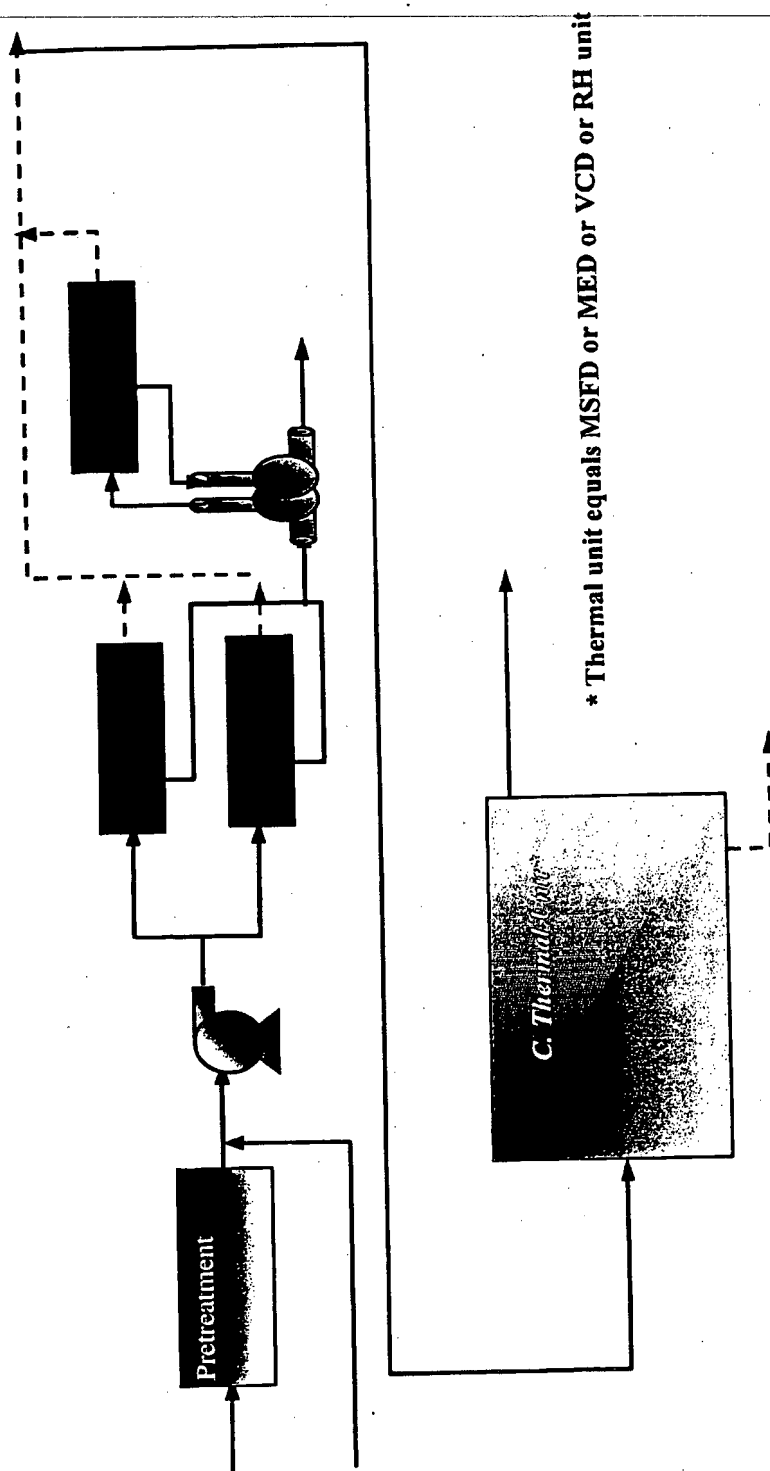 Pretreatment
C. Thermal Unit*
* Thermal unit equals MSFD or MED or VCD or RH unit